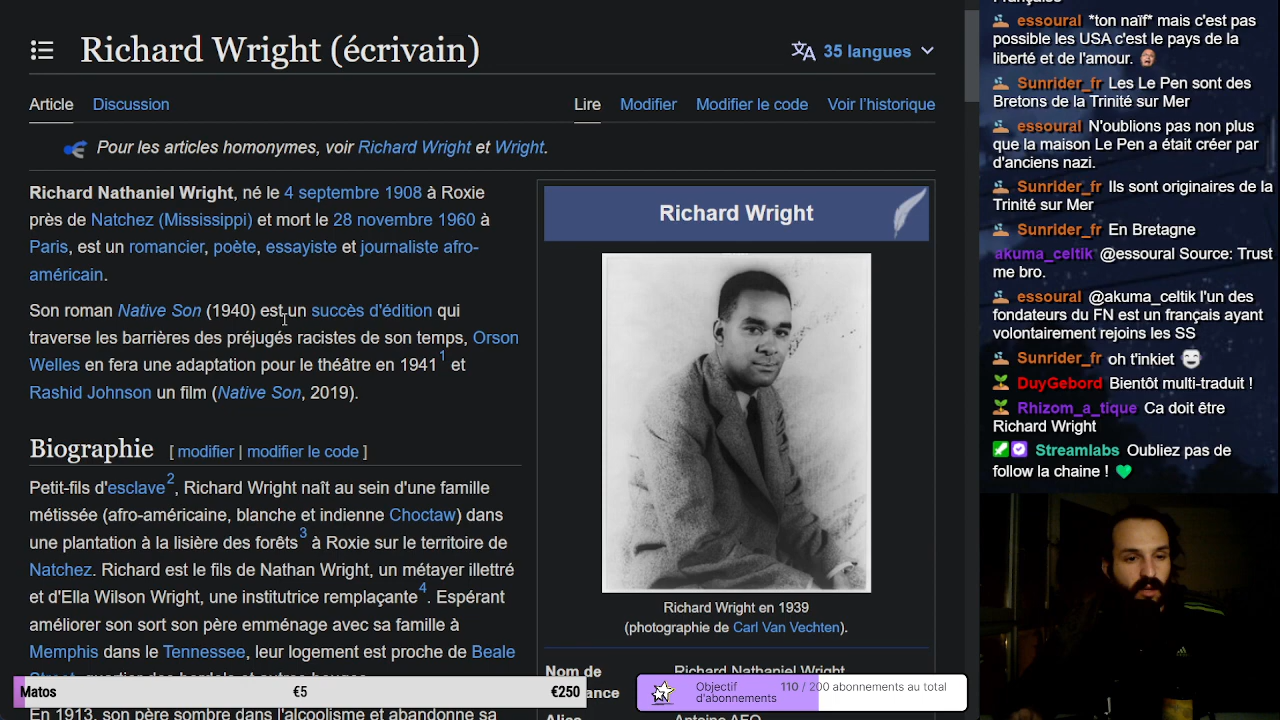 Richard Wright (écrivain)
35 langues
Article Discussion Lire Modifier Modifier le code Voir l’historique
Pour les articles homonymes, voir Richard Wright et Wright.
Richard Nathaniel Wright, né le 4 septembre 1908 à Roxie
près de Natchez (Mississippi) et mort le 28 novembre 1960 à
Paris, est un romancier, poète, essayiste et journaliste afro-
américain.
Son roman Native Son (1940) est un succès d'édition qui
traverse les barrières des préjugés racistes de son temps, Orson
Welles en fera une adaptation pour le théâtre en 1941 1 et
Rashid Johnson un film (Native Son, 2019).
Biographie [ modifier | modifier le code ]
Petit-fils d'esclave 2, Richard Wright naît au sein d'une famille
métissée (afro-américaine, blanche et indienne Choctaw) dans
une plantation à la lisière des forêts 3 à Roxie sur le territoire de
Natchez. Richard est le fils de Nathan Wright, un métayer illettré
et d'Ella Wilson Wright, une institutrice remplaçante 4. Espérant
améliorer son sort son père emménage avec sa famille à
Memphis dans le Tennessee, leur logement est proche de Beale
En 1913, son père sombre dans l'alcoolisme et abandonne sa
Richard Wright
Richard Wright en 1939
(photographie de Carl Van Vechten).
Nom de Richard Nathaniel Wright
Matos €5 €250
Objectif
d'abonnements
110 / 200 abonnements au total
Française
essoural *ton naïf* mais c'est pas
possible les USA c'est le pays de la
liberté et de l'amour.
Sunrider_fr Les Le Pen sont des
Bretons de la Trinité sur Mer
essoural N'oublions pas non plus
que la maison Le Pen a était créer par
d'anciens nazi.
Sunrider_fr Ils sont originaires de la
Trinité sur Mer
Sunrider_fr En Bretagne
akuma_celtik @essoural Source: Trust
me bro.
essoural @akuma_celtik l'un des
fondateurs du FN est un français ayant
volontairement rejoins les SS
Sunrider_fr oh t'inkiet
DuyGebord Bientôt multi-traduit !
Rhizom_a_tique Ca doit être
Richard Wright
Streamlabs Oubliez pas de
follow la chaine !